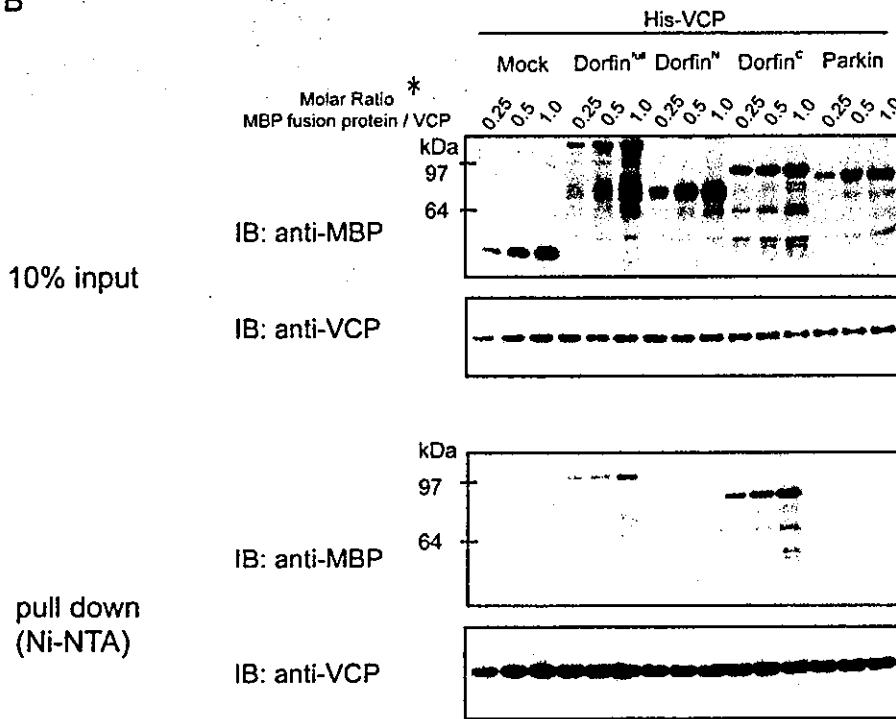 B
His-VCP
Mock Dorfin^full Dorfin^N Dorfin^C Parkin
Molar Ratio *
MBP fusion protein / VCP
0.25 0.5 1.0 0.25 0.5 1.0 0.25 0.5 1.0 0.25 0.5 1.0 0.25 0.5 1.0
kDa
97
64
IB: anti-MBP
10% input
IB: anti-VCP
kDa
97
64
IB: anti-MBP
pull down
(Ni-NTA)
IB: anti-VCP